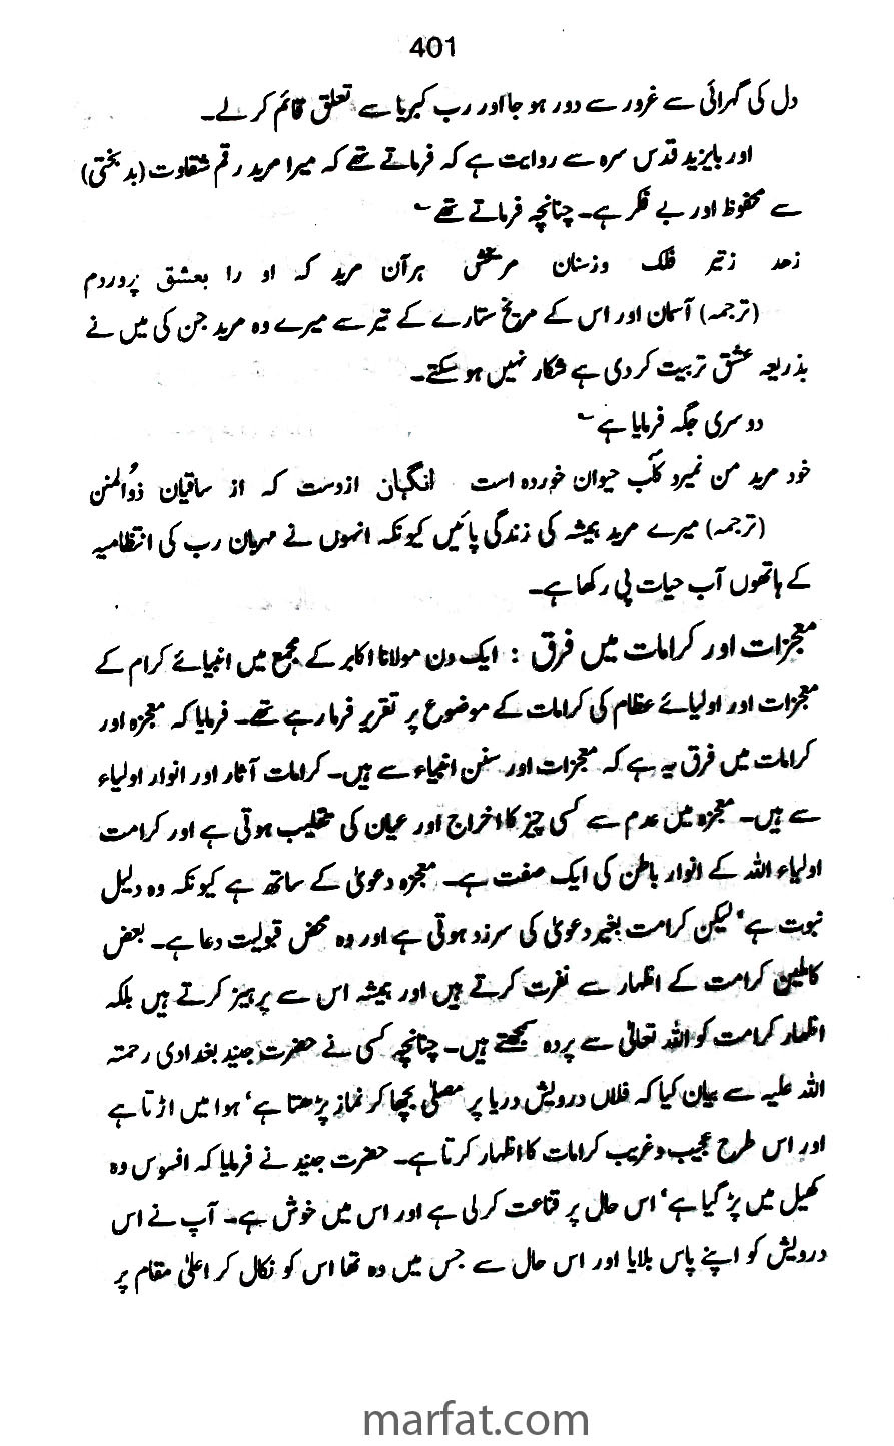 401
دل کی گہرائی سے غرور سے دور ہو جا اور رب کبریا سے تعلق قائم کر لے۔
اور بایزید قدس سرہ سے روایت ہے کہ فرماتے تھے کہ میرا مرید رقم شقاوت (بد بختی)
سے محفوظ اور بے فکر ہے۔ چنانچہ فرماتے تھے ؎
زتیر فلک وزسنان مریخش ہرآن مرید کہ او را بعشق پروردم
(ترجمہ) آسمان اور اس کے مریخ ستارے کے تیر سے میرے وہ مرید جن کی میں نے
بذریعہ عشق تربیت کر دی ہے شکار نہیں ہو سکتے۔
دوسری جگہ فرمایا ہے ؎
خود مرید من نمیرد کآب حیوان خوردہ است انگہان ازدست کہ از ساقیان ذوالمنن
(ترجمہ) میرے مرید ہمیشہ کی زندگی پائیں کیونکہ انہوں نے مہربان رب کی انتظامیہ
کے ہاتھوں آب حیات پی رکھا ہے۔
معجزات اور کرامات میں فرق : ایک دن مولانا اکابر کے مجمع میں انبیائے کرام کے
معجزات اور اولیائے عظام کی کرامات کے موضوع پر تقریر فرما رہے تھے۔ فرمایا کہ معجزہ اور
کرامات میں فرق یہ ہے کہ معجزات اور سنن انبیاء سے ہیں۔ کرامات آثار اور انوار اولیاء
سے ہیں۔ معجزہ میں عدم سے کسی چیز کا اخراج اور عیان کی تقلیب ہوتی ہے اور کرامت
اولیاء اللہ کے انوار باطن کی ایک صفت ہے۔ معجزہ دعویٰ کے ساتھ ہے کیونکہ وہ دلیل
نبوت ہے‘ لیکن کرامت بغیر دعویٰ کی سرزد ہوتی ہے اور وہ محض قبولیت دعا ہے۔ بعض
کاملین کرامت کے اظہار سے نفرت کرتے ہیں اور ہمیشہ اس سے پرہیز کرتے ہیں بلکہ
اظہار کرامت کو اللہ تعالیٰ سے پردہ سمجھتے ہیں۔ چنانچہ کسی نے حضرت جنید بغدادی رحمتہ
اللہ علیہ سے بیان کیا کہ فلاں درویش دریا پر مصلیٰ بچھا کر نماز پڑھتا ہے‘ ہوا میں اڑتا ہے
اور اس طرح عجیب و غریب کرامات کا اظہار کرتا ہے۔ حضرت جنید نے فرمایا کہ افسوس وہ
کھیل میں پڑ گیا ہے‘ اس حال پر قناعت کر لی ہے اور اس میں خوش ہے۔ آپ نے اس
درویش کو اپنے پاس بلایا اور اس حال سے جس میں وہ تھا اس کو نکال کر اعلیٰ مقام پر
marfat.com